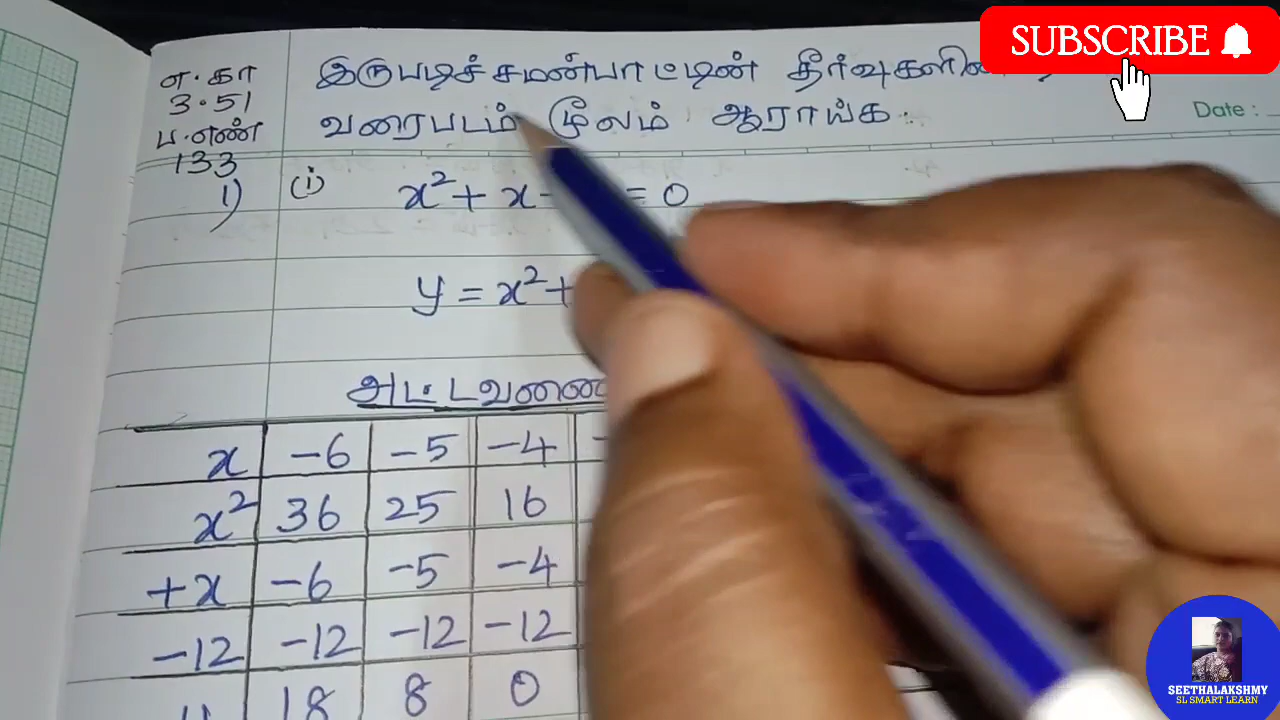 SUBSCRIBE
எ.கா
3.51
ப.எண்
133
இருபடிச் சமன்பாட்டின் தீர்வுகளின்
வரைபடம் மூலம் ஆராய்க.
Date :
1) (i) x² + x - = 0
y = x² +
அட்டவணை
x -6 -5 -4 -
x² 36 25 16
+x -6 -5 -4
-12 -12 -12 -12
y 18 8 0
SEETHALAKSHMY
SL SMART LEARN